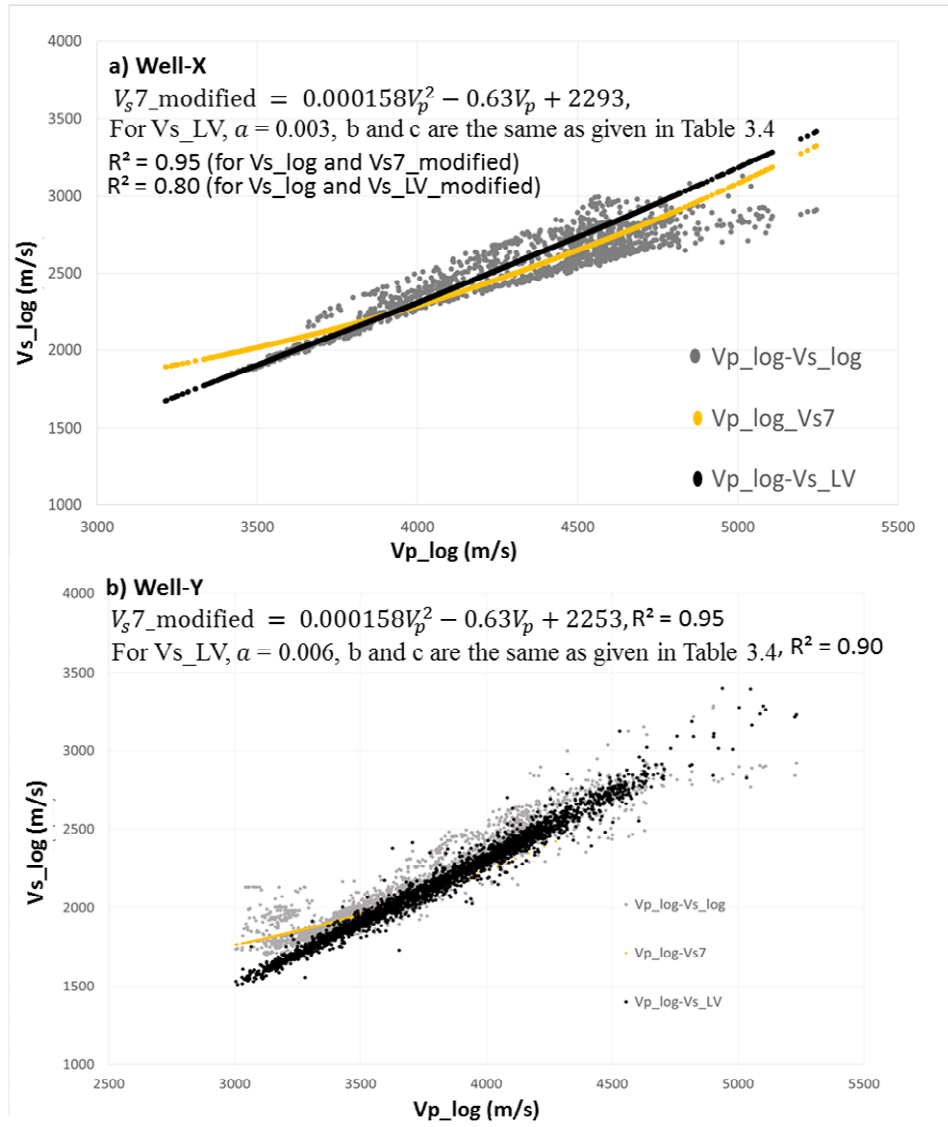 4000
a) Well-X
Vₛ7_modified = 0.000158Vₚ² − 0.63Vₚ + 2293,
3500
For Vs_LV, a = 0.003, b and c are the same as given in Table 3.4
R² = 0.95 (for Vs_log and Vs7_modified)
R² = 0.80 (for Vs_log and Vs_LV_modified)
3000
Vs_log (m/s)
2500
2000
Vp_log-Vs_log
Vp_log_Vs7
1500
Vp_log-Vs_LV
1000
3000 3500 4000 4500 5000 5500
Vp_log (m/s)
b) Well-Y
4000
Vₛ7_modified = 0.000158Vₚ² − 0.63Vₚ + 2253, R² = 0.95
For Vs_LV, a = 0.006, b and c are the same as given in Table 3.4, R² = 0.90
3500
3000
Vs_log (m/s)
2500
2000
Vp_log-Vs_log
Vp_log-Vs7
1500
Vp_log-Vs_LV
1000
2500 3000 3500 4000 4500 5000 5500
Vp_log (m/s)